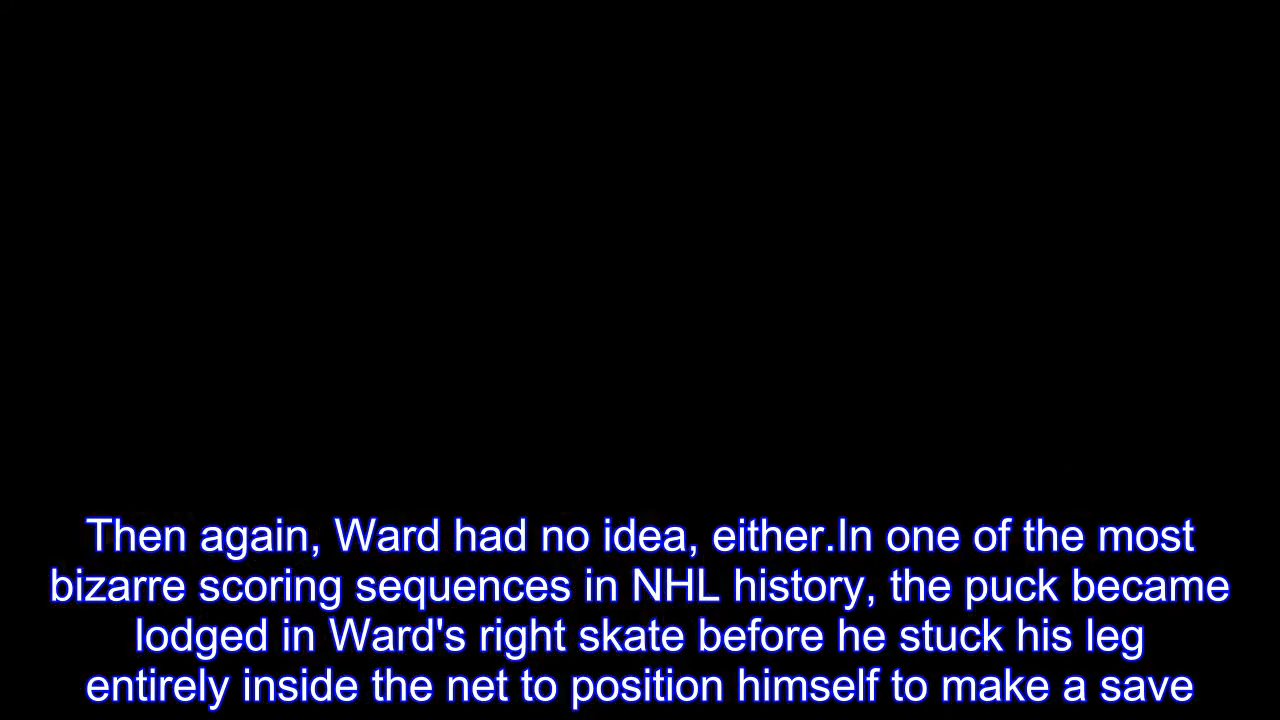 Then again, Ward had no idea, either.In one of the most
bizarre scoring sequences in NHL history, the puck became
lodged in Ward's right skate before he stuck his leg
entirely inside the net to position himself to make a save